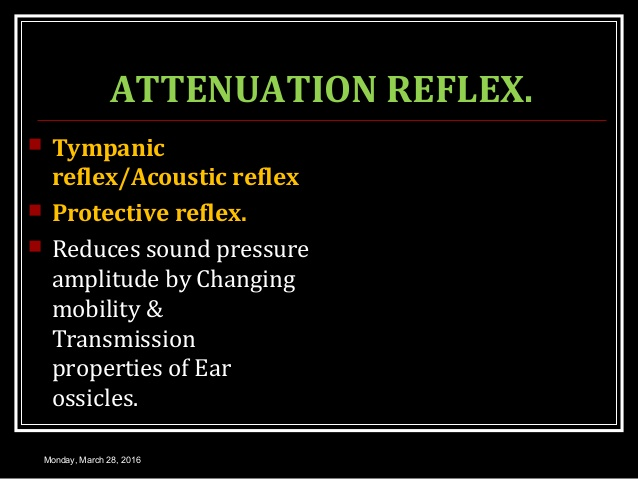 ATTENUATION REFLEX.
Tympanic
reflex/Acoustic reflex
Protective reflex.
Reduces sound pressure
amplitude by Changing
mobility &
Transmission
properties of Ear
ossicles.
Monday, March 28, 2016